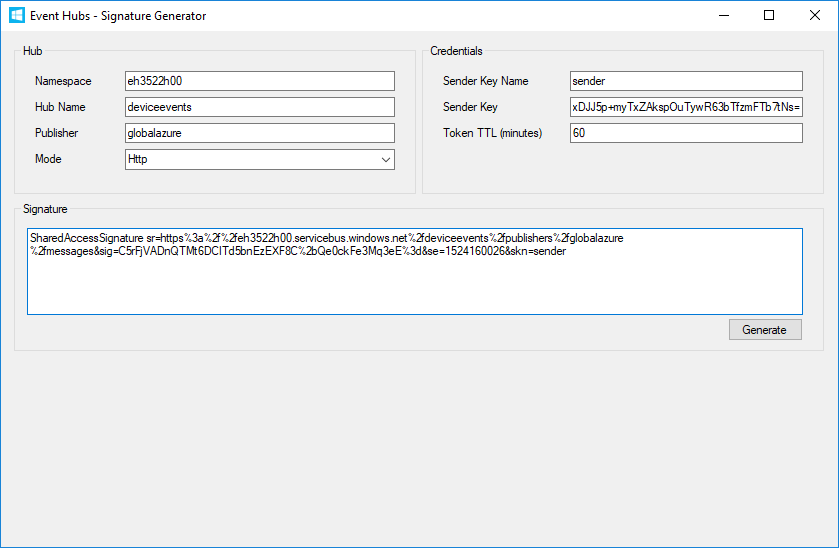 Event Hubs - Signature Generator
Hub
Namespace eh3522h00
Hub Name deviceevents
Publisher globalazure
Mode Http
Credentials
Sender Key Name sender
Sender Key xDJJ5p+myTxZAkspOuTywR63bTfzmFTb7tNs=
Token TTL (minutes) 60
Signature
SharedAccessSignature sr=https%3a%2f%2feh3522h00.servicebus.windows.net%2fdeviceevents%2fpublishers%2fglobalazure
%2fmessages&sig=C5rFjVADnQTMt6DCITd5bnEzEXF8C%2bQe0ckFe3Mq3eE%3d&se=1524160026&skn=sender
Generate